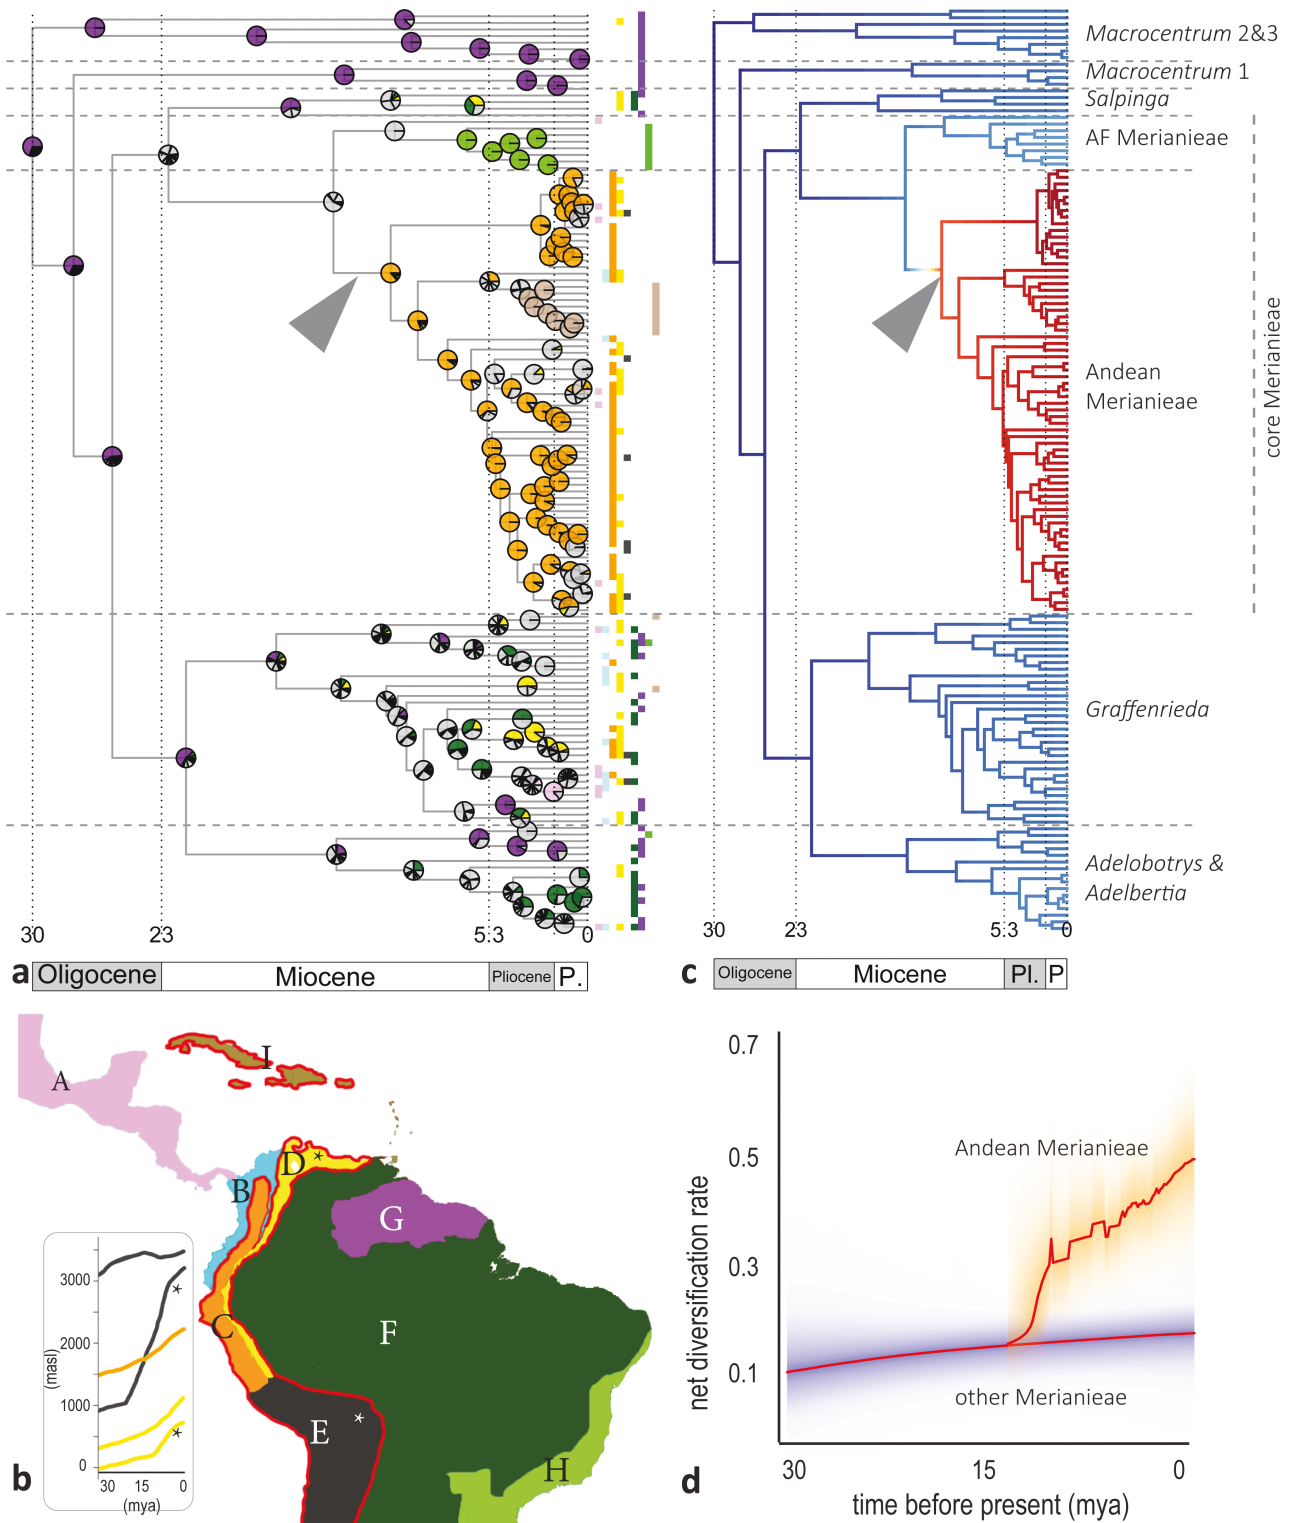 Macrocentrum 2&3
Macrocentrum 1
Salpinga
AF Merianieae
Andean
Merianieae
core Merianieae
Graffenrieda
Adelobotrys &
Adelbertia
30 23 5:3 0
a Oligocene Miocene Pliocene P.
30 23 5:3 0
c Oligocene Miocene Pl. P
A
I
B
D *
G
C
F
E *
H
3000
2000
1000
0
(masl)
*
*
30 15 0
(mya)
b
0.7
0.5
0.3
0.1
net diversification rate
Andean Merianieae
other Merianieae
30 15 0
time before present (mya)
d